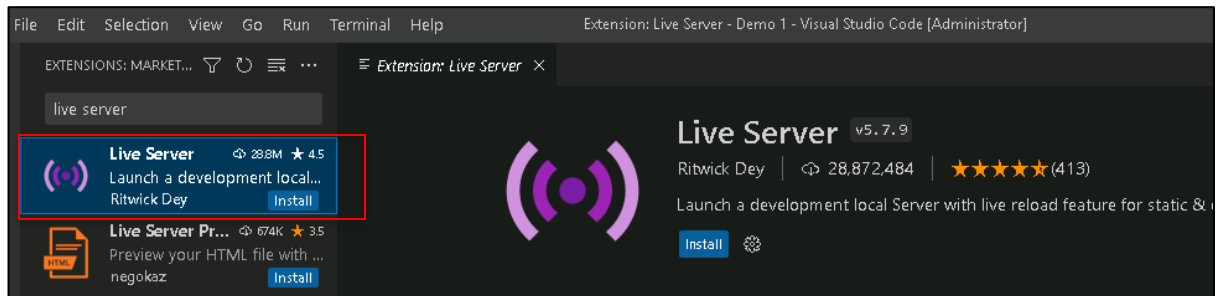 File Edit Selection View Go Run Terminal Help Extension: Live Server - Demo 1 - Visual Studio Code [Administrator]
EXTENSIONS: MARKET...
Extension: Live Server
live server
Live Server 28.8M ★ 4.5
Launch a development local...
Ritwick Dey Install
Live Server Pr... 674K ★ 3.5
Preview your HTML file with ...
negokaz Install
HTML
Live Server v5.7.9
Ritwick Dey 28,872,484 (413)
Launch a development local Server with live reload feature for static &
Install